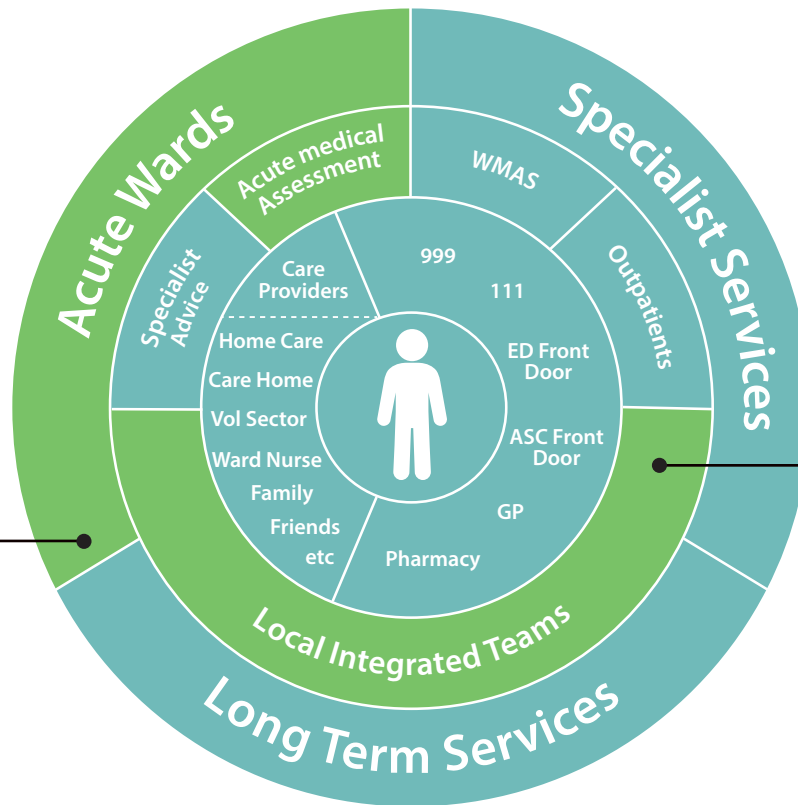 Acute Wards
Specialist Services
Acute medical
Assessment
WMAS
Specialist
Advice
Outpatients
Care
Providers
999
111
Home Care
ED Front
Door
Care Home
Vol Sector
ASC Front
Door
Ward Nurse
Family
GP
Friends
etc
Pharmacy
Local Integrated Teams
Long Term Services